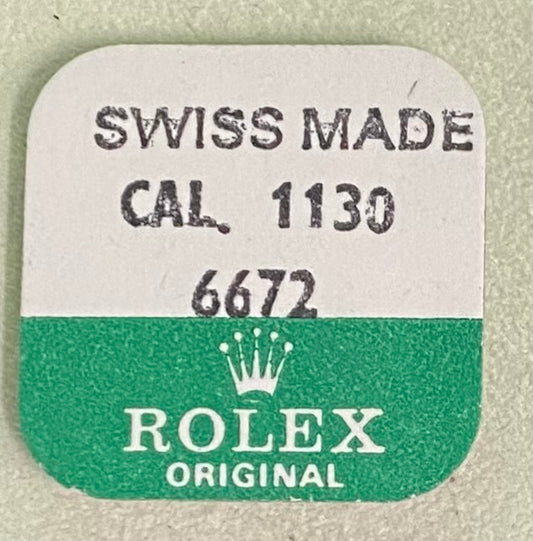 SWISS MADE
CAL. 1130
6672
ROLEX
ORIGINAL